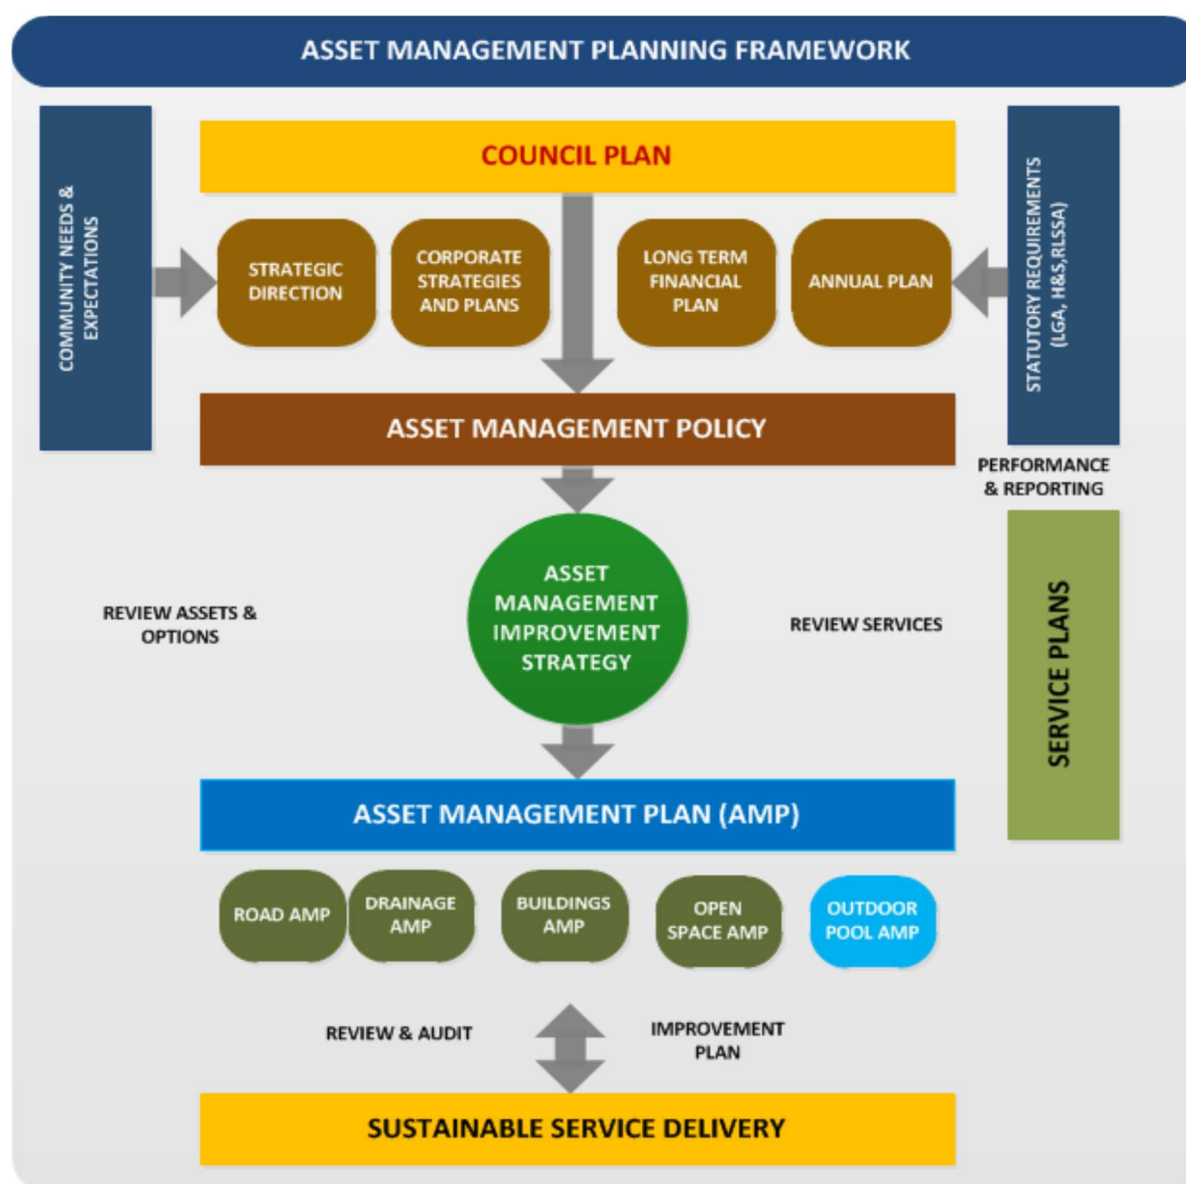 ASSET MANAGEMENT PLANNING FRAMEWORK
COMMUNITY NEEDS &
EXPECTATIONS
COUNCIL PLAN
STATUTORY REQUIREMENTS
(LGA, H&S,RLSSA)
STRATEGIC
DIRECTION
CORPORATE
STRATEGIES
AND PLANS
LONG TERM
FINANCIAL
PLAN
ANNUAL PLAN
ASSET MANAGEMENT POLICY
PERFORMANCE
& REPORTING
REVIEW ASSETS &
OPTIONS
ASSET
MANAGEMENT
IMPROVEMENT
STRATEGY
REVIEW SERVICES
SERVICE PLANS
ASSET MANAGEMENT PLAN (AMP)
ROAD AMP
DRAINAGE
AMP
BUILDINGS
AMP
OPEN
SPACE AMP
OUTDOOR
POOL AMP
REVIEW & AUDIT
IMPROVEMENT
PLAN
SUSTAINABLE SERVICE DELIVERY